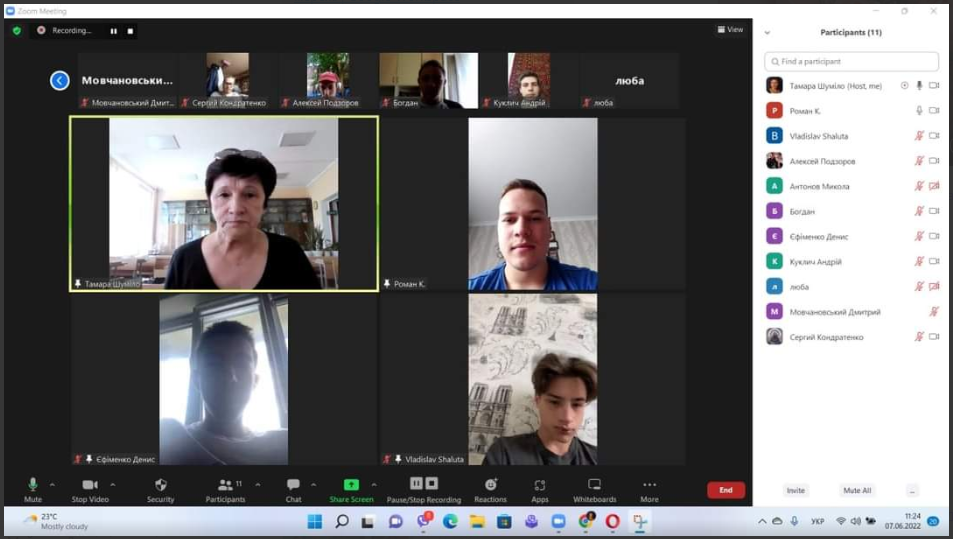 Zoom Meeting
Recording...
View
Мовчановськи...
люба
Мовчановський Дмит...
Сергий Кондратенко
Алексей Подзоров
Богдан
Куклич Андрій
люба
Тамара Шуміло
Роман К.
Єфіменко Денис
Vladislav Shaluta
Participants (11)
Find a participant
Тамара Шуміло (Host, me)
Р Роман К.
В Vladislav Shaluta
Алексей Подзоров
А Антонов Микола
Б Богдан
Є Єфіменко Денис
К Куклич Андрій
л люба
М Мовчановський Дмитрий
Сергий Кондратенко
Mute
Stop Video
Security
Participants
11
Chat
Share Screen
Pause/Stop Recording
Reactions
Apps
Whiteboards
More
End
Invite
Mute All
...
23°C
Mostly cloudy
УКР
11:24
07.06.2022
20